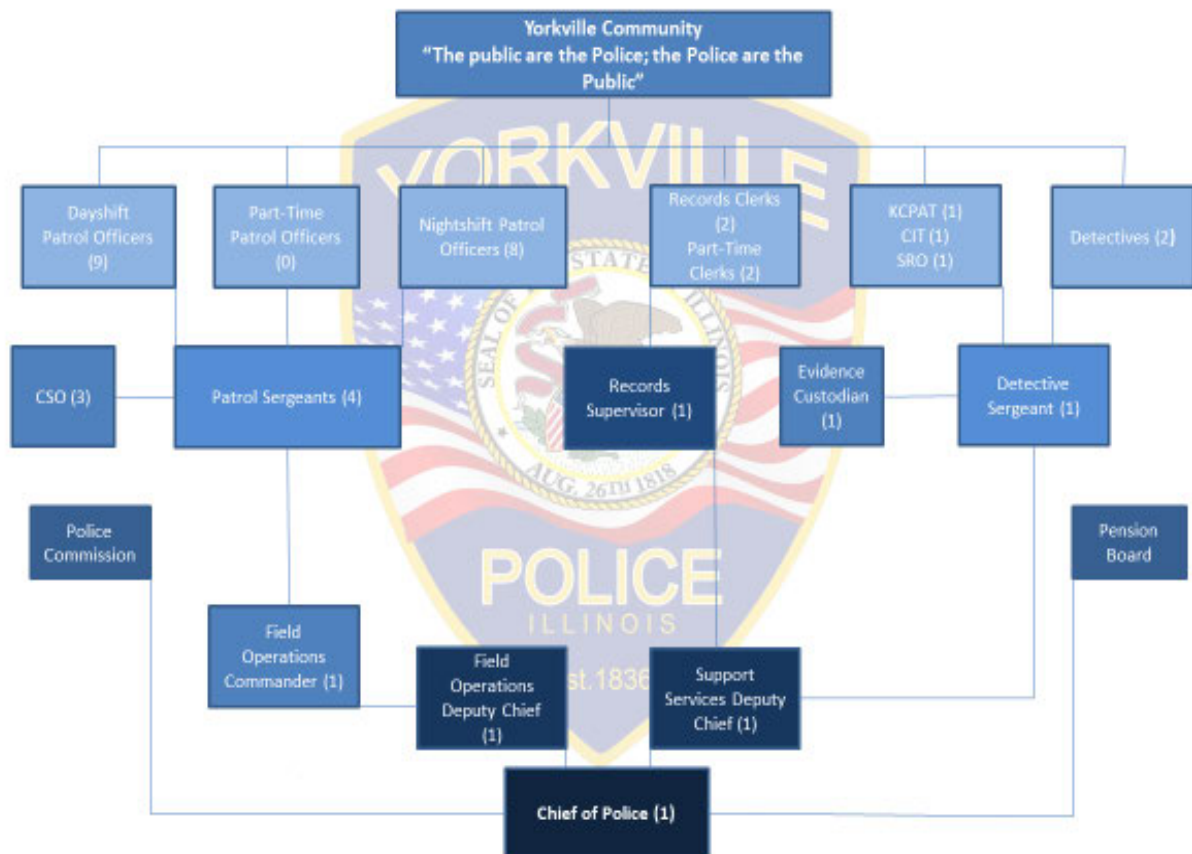 Yorkville Community
“The public are the Police; the Police are the
Public”
YORKVILLE
Dayshift
Patrol Officers
(9)
Part-Time
Patrol Officers
(0)
Nightshift Patrol
Officers (8)
Records Clerks
(2)
Part-Time
Clerks (2)
KCPAT (1)
CIT (1)
SRO (1)
Detectives (2)
SEAL OF THE STATE OF ILLINOIS
AUG. 26TH 1818
CSO (3)
Patrol Sergeants (4)
Records
Supervisor (1)
Evidence
Custodian
(1)
Detective
Sergeant (1)
Police
Commission
Pension
Board
POLICE
ILLINOIS
st.1836
Field
Operations
Commander (1)
Field
Operations
Deputy Chief
(1)
Support
Services Deputy
Chief (1)
Chief of Police (1)